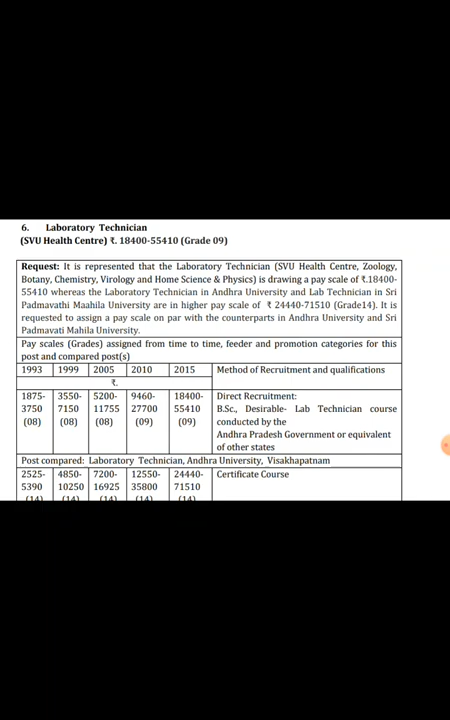 6. Laboratory Technician
(SVU Health Centre) ₹. 18400-55410 (Grade 09)
Request: It is represented that the Laboratory Technician (SVU Health Centre, Zoology,
Botany, Chemistry, Virology and Home Science & Physics) is drawing a pay scale of ₹.18400-
55410 whereas the Laboratory Technician in Andhra University and Lab Technician in Sri
Padmavathi Maahila University are in higher pay scale of ₹ 24440-71510 (Grade14). It is
requested to assign a pay scale on par with the counterparts in Andhra University and Sri
Padmavati Mahila University.
Pay scales (Grades) assigned from time to time, feeder and promotion categories for this
post and compared post(s)
1993 1999 2005 2010 2015 Method of Recruitment and qualifications
₹.
1875- 3550- 5200- 9460- 18400- Direct Recruitment:
3750 7150 11755 27700 55410 B.Sc., Desirable- Lab Technician course
(08) (08) (08) (09) (09) conducted by the
Andhra Pradesh Government or equivalent
of other states
Post compared: Laboratory Technician, Andhra University, Visakhapatnam
2525- 4850- 7200- 12550- 24440- Certificate Course
5390 10250 16925 35800 71510
(14) (14) (14) (14) (14)